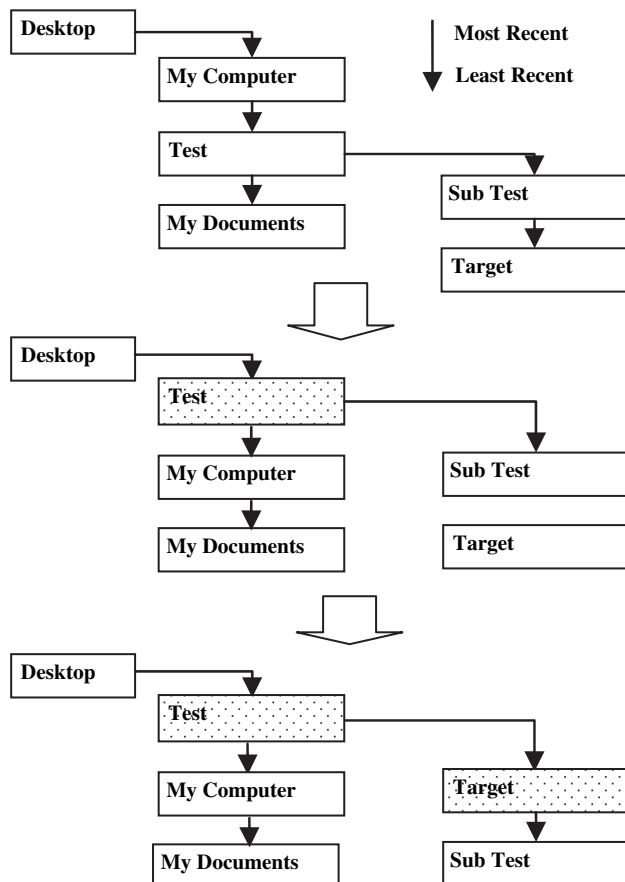 Desktop
Most Recent
My Computer
Least Recent
Test
Sub Test
My Documents
Target
Desktop
Test
My Computer
Sub Test
My Documents
Target
Desktop
Test
My Computer
Target
My Documents
Sub Test